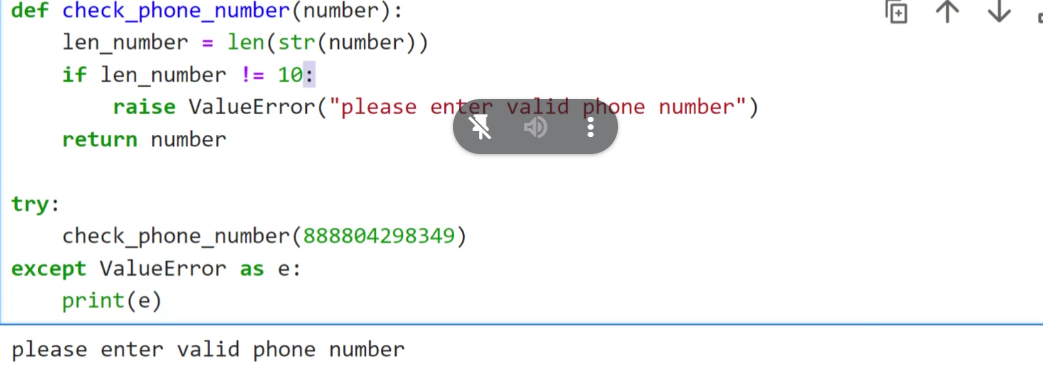 def check_phone_number(number):
    len_number = len(str(number))
    if len_number != 10:
        raise ValueError("please enter valid phone number")
    return number

try:
    check_phone_number(888804298349)
except ValueError as e:
    print(e)
please enter valid phone number